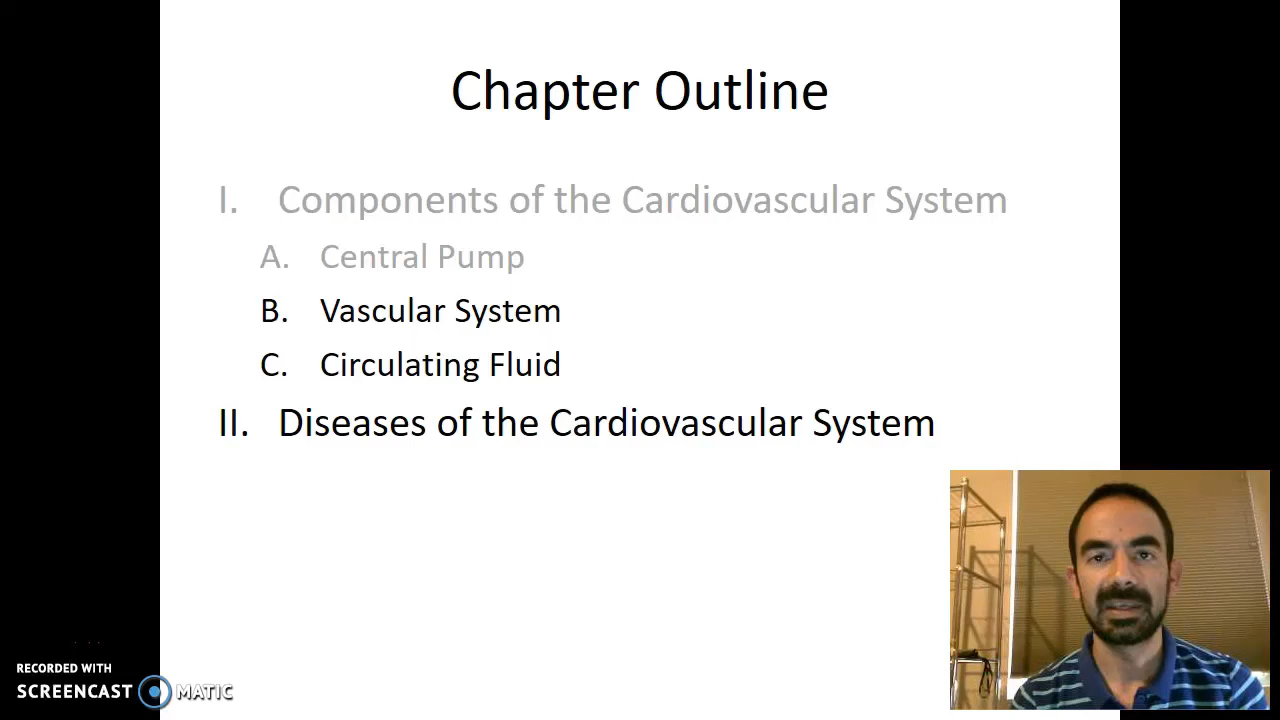 Chapter Outline
I. Components of the Cardiovascular System
A. Central Pump
B. Vascular System
C. Circulating Fluid
II. Diseases of the Cardiovascular System
RECORDED WITH
SCREENCAST MATIC